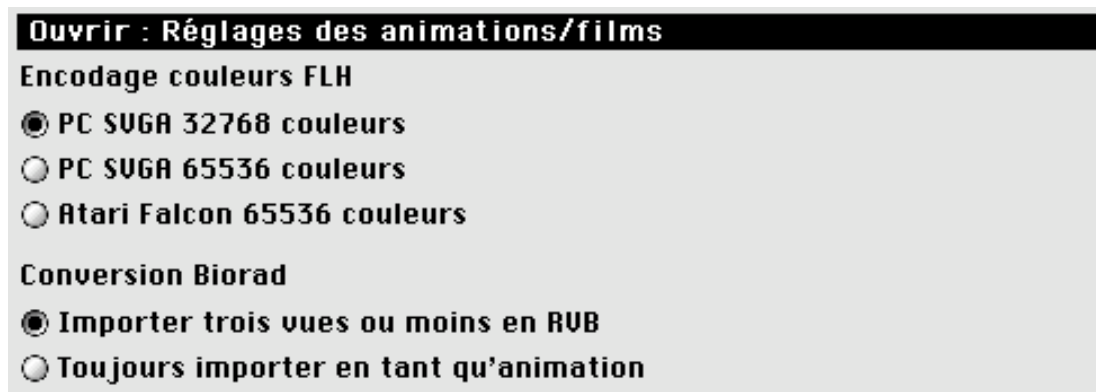 Ouvrir : Réglages des animations/films
Encodage couleurs FLH
PC SVGA 32768 couleurs
PC SVGA 65536 couleurs
Atari Falcon 65536 couleurs
Conversion Biorad
Importer trois vues ou moins en RVB
Toujours importer en tant qu'animation